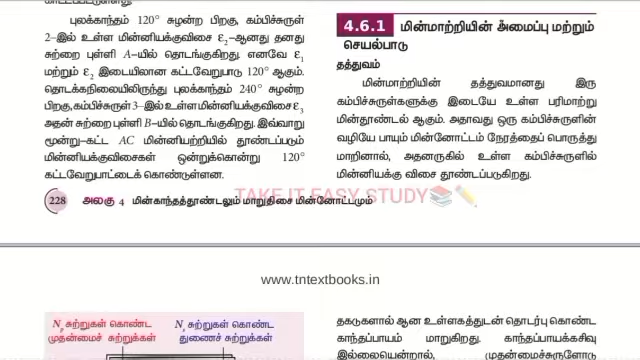 புலக்காந்தம் 120° சுழன்ற பிறகு, கம்பிச்சுருள்
2–இல் உள்ள மின்னியக்குவிசை ε₂–ஆனது தனது
சுற்றை புள்ளி A–யில் தொடங்குகிறது. எனவே ε₁
மற்றும் ε₂ இடையிலான கட்டவேறுபாடு 120° ஆகும்.
தொடக்கநிலையிலிருந்து புலக்காந்தம் 240° சுழன்ற
பிறகு, கம்பிச்சுருள் 3–இல் உள்ள மின்னியக்குவிசை ε₃
அதன் சுற்றை புள்ளி B–யில் தொடங்குகிறது. இவ்வாறு
மூன்று–கட்ட AC மின்னியற்றியில் தூண்டப்படும்
மின்னியக்குவிசைகள் ஒன்றுக்கொன்று 120°
கட்டவேறுபாட்டைக் கொண்டுள்ளன.
228 அலகு 4 மின்காந்தத்தூண்டலும் மாறுதிசை மின்னோட்டமும்
4.6.1 மின்மாற்றியின் அமைப்பு மற்றும்
செயல்பாடு
தத்துவம்
மின்மாற்றியின் தத்துவமானது இரு
கம்பிச்சுருள்களுக்கு இடையே உள்ள பரிமாற்று
மின்தூண்டல் ஆகும். அதாவது ஒரு கம்பிச்சுருளின்
வழியே பாயும் மின்னோட்டம் நேரத்தைப் பொருத்து
மாறினால், அதனருகில் உள்ள கம்பிச்சுருளில்
மின்னியக்கு விசை தூண்டப்படுகிறது.
TAKE IT EASY STUDY📚✏️
www.tntextbooks.in
Nₚ சுற்றுகள் கொண்ட
முதன்மைச் சுற்றுக்கள்
Nₛ சுற்றுகள் கொண்ட
துணைச் சுற்றுக்கள்
தகடுகளால் ஆன உள்ளகத்துடன் தொடர்பு கொண்ட
காந்தப்பாயம் மாறுகிறது. காந்தப்பாயக்கசிவு
இல்லையென்றால், முதன்மைச்சுருளோடு